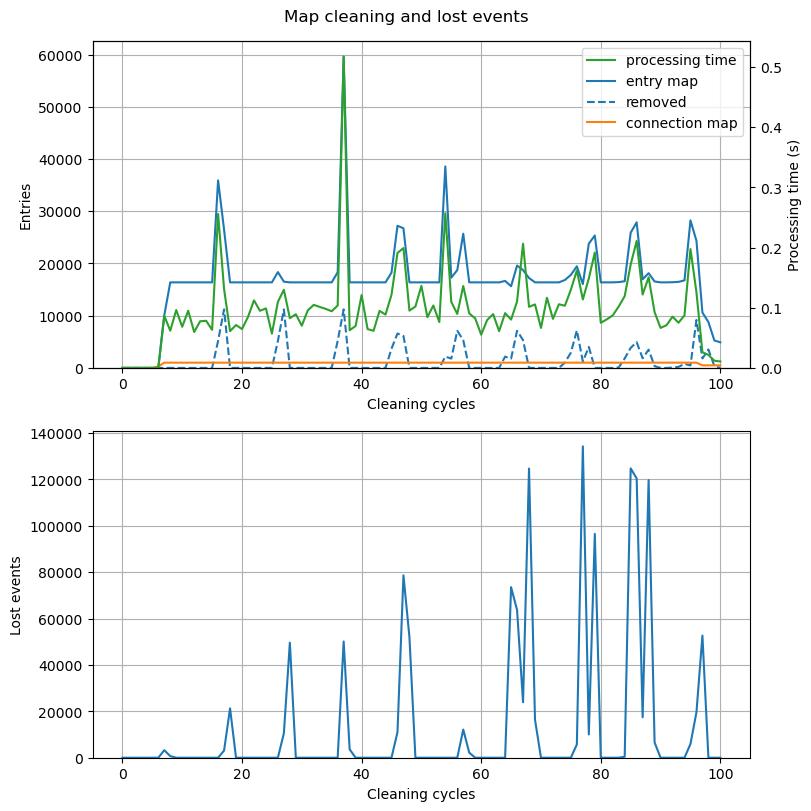 Map cleaning and lost events
processing time
entry map
removed
connection map
60000
50000
40000
30000
20000
10000
0
Entries
0.5
0.4
0.3
0.2
0.1
0.0
Processing time (s)
0 20 40 60 80 100
Cleaning cycles
140000
120000
100000
80000
60000
40000
20000
0
Lost events
0 20 40 60 80 100
Cleaning cycles